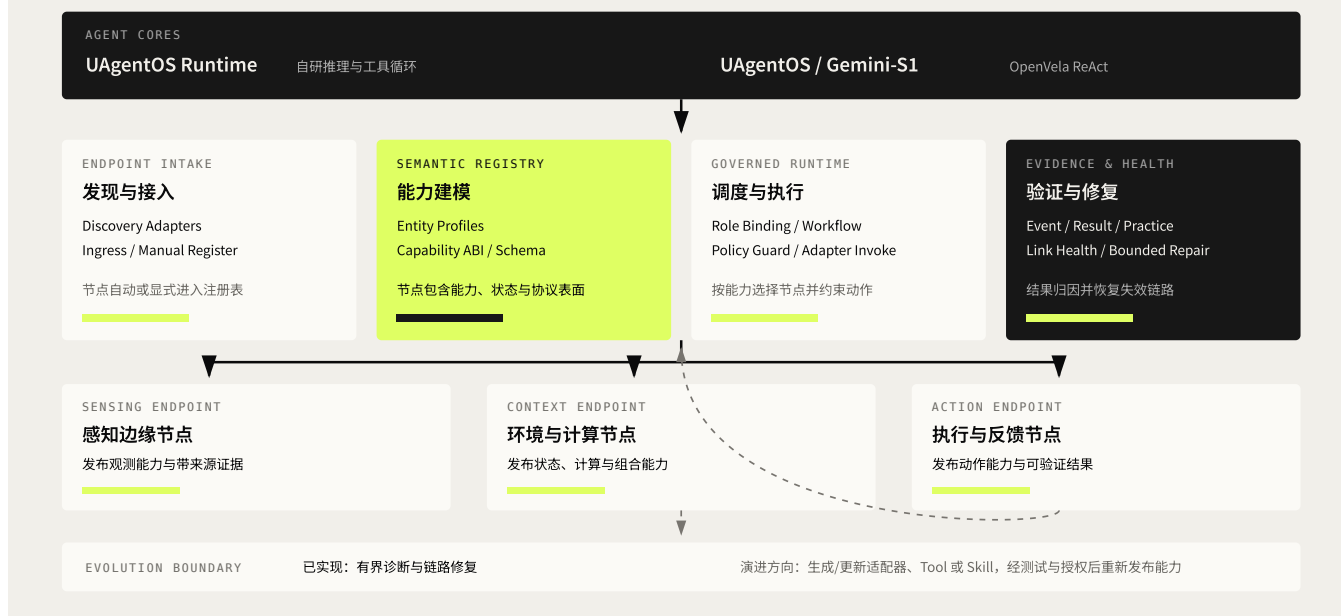 AGENT CORES
UAgentOS Runtime 自研推理与工具循环 UAgentOS / Gemini-S1 OpenVela ReAct
ENDPOINT INTAKE
发现与接入
Discovery Adapters
Ingress / Manual Register
节点自动或显式进入注册表
SEMANTIC REGISTRY
能力建模
Entity Profiles
Capability ABI / Schema
节点包含能力、状态与协议表面
GOVERNED RUNTIME
调度与执行
Role Binding / Workflow
Policy Guard / Adapter Invoke
按能力选择节点并约束动作
EVIDENCE & HEALTH
验证与修复
Event / Result / Practice
Link Health / Bounded Repair
结果归因并恢复失效链路
SENSING ENDPOINT
感知边缘节点
发布观测能力与带来源证据
CONTEXT ENDPOINT
环境与计算节点
发布状态、计算与组合能力
ACTION ENDPOINT
执行与反馈节点
发布动作能力与可验证结果
EVOLUTION BOUNDARY 已实现：有界诊断与链路修复 演进方向：生成/更新适配器、Tool 或 Skill，经测试与授权后重新发布能力